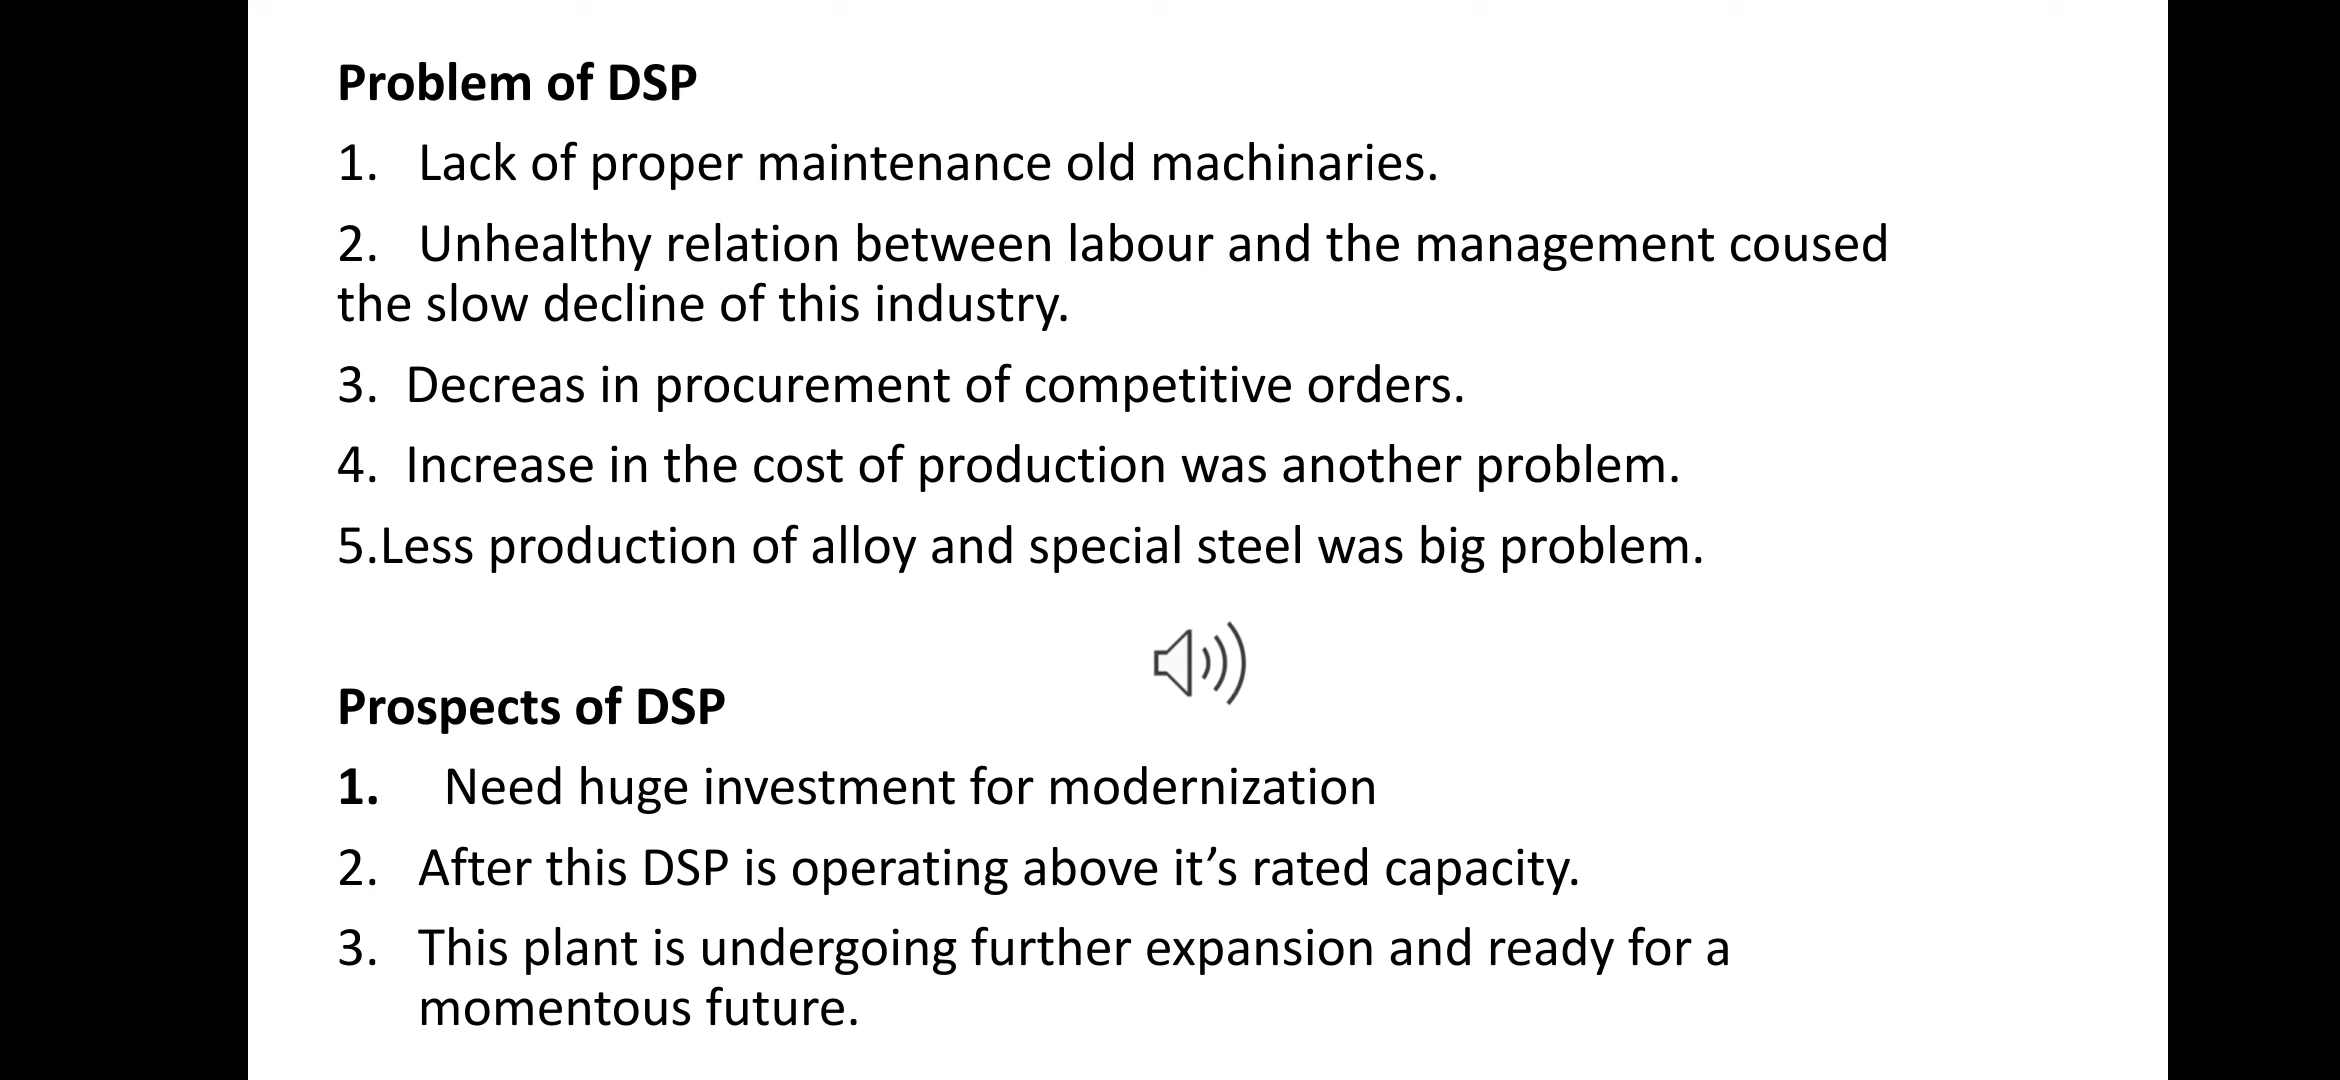 Problem of DSP
1. Lack of proper maintenance old machinaries.
2. Unhealthy relation between labour and the management coused
the slow decline of this industry.
3. Decreas in procurement of competitive orders.
4. Increase in the cost of production was another problem.
5.Less production of alloy and special steel was big problem.
Prospects of DSP
1. Need huge investment for modernization
2. After this DSP is operating above it’s rated capacity.
3. This plant is undergoing further expansion and ready for a
momentous future.